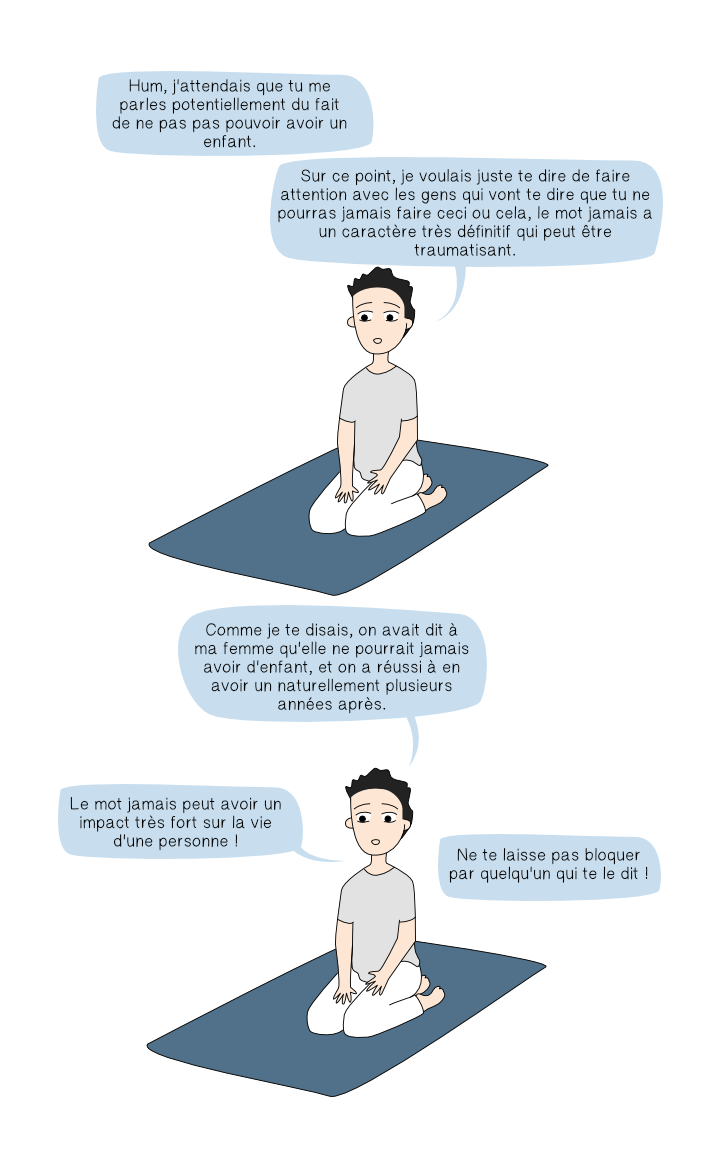 Hum, j'attendais que tu me
parles potentiellement du fait
de ne pas pas pouvoir avoir un
enfant.
Sur ce point, je voulais juste te dire de faire
attention avec les gens qui vont te dire que tu ne
pourras jamais faire ceci ou cela, le mot jamais a
un caractère très définitif qui peut être
traumatisant.
Comme je te disais, on avait dit à
ma femme qu'elle ne pourrait jamais
avoir d'enfant, et on a réussi à en
avoir un naturellement plusieurs
années après.
Le mot jamais peut avoir un
impact très fort sur la vie
d'une personne !
Ne te laisse pas bloquer
par quelqu'un qui te le dit !